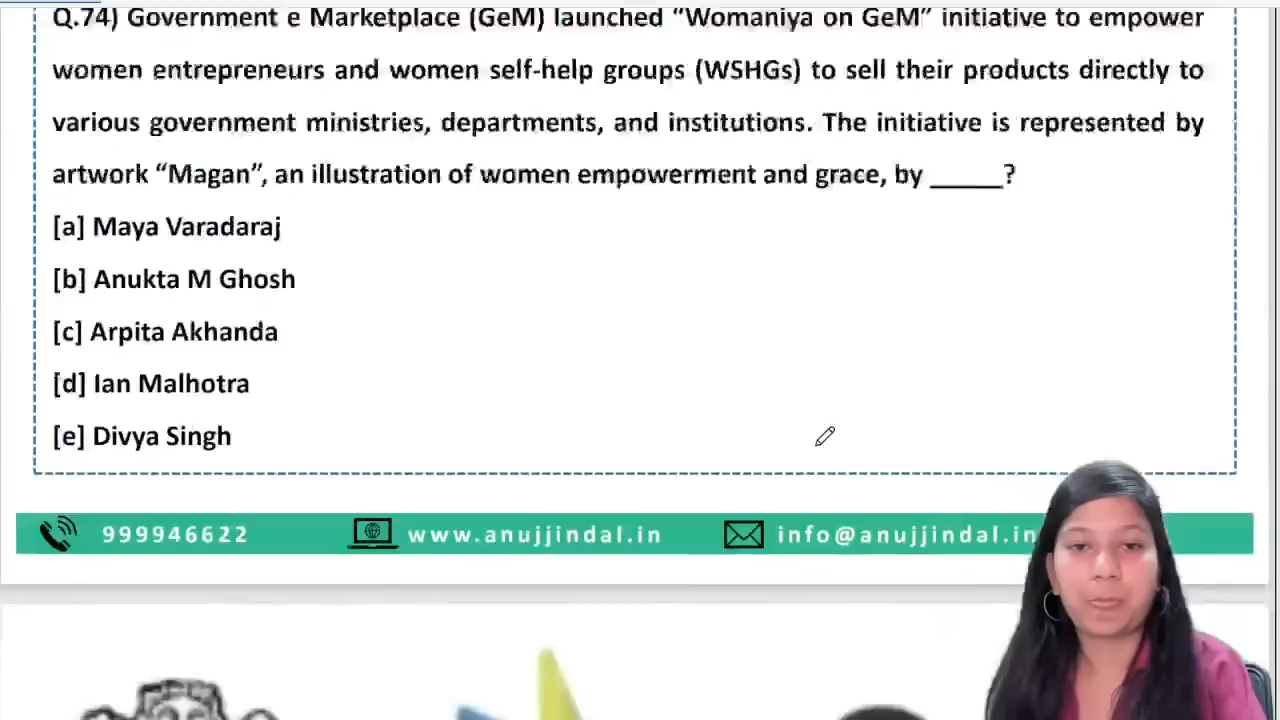 Q.74) Government e Marketplace (GeM) launched “Womaniya on GeM” initiative to empower
women entrepreneurs and women self-help groups (WSHGs) to sell their products directly to
various government ministries, departments, and institutions. The initiative is represented by
artwork “Magan”, an illustration of women empowerment and grace, by _____?
[a] Maya Varadaraj
[b] Anukta M Ghosh
[c] Arpita Akhanda
[d] Ian Malhotra
[e] Divya Singh
999946622 www.anujjindal.in info@anujjindal.in